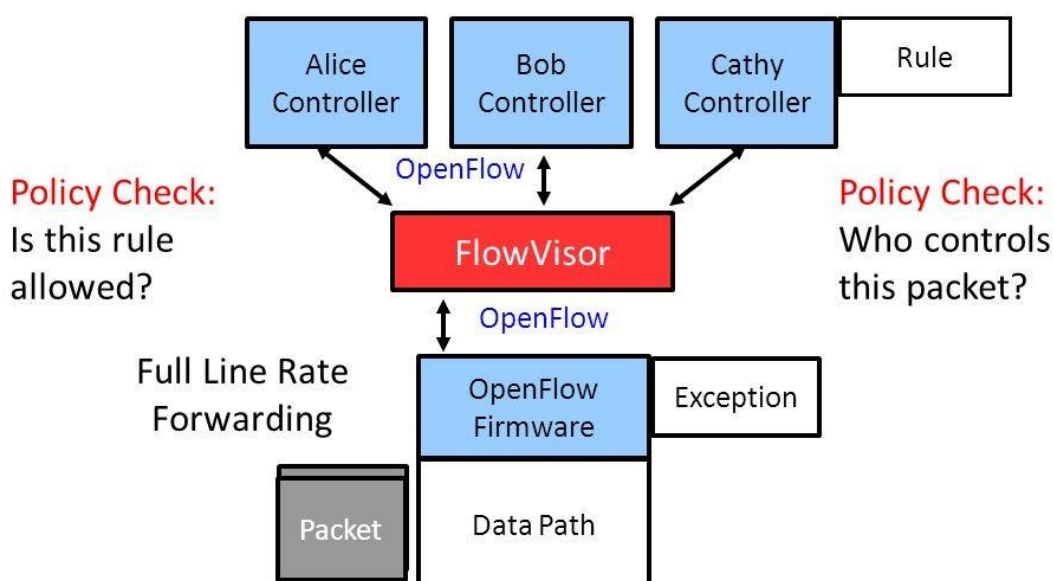 Alice
Controller
Bob
Controller
Cathy
Controller
Rule
OpenFlow
Policy Check:
Is this rule
allowed?
FlowVisor
Policy Check:
Who controls
this packet?
OpenFlow
Full Line Rate
Forwarding
OpenFlow
Firmware
Exception
Packet
Data Path